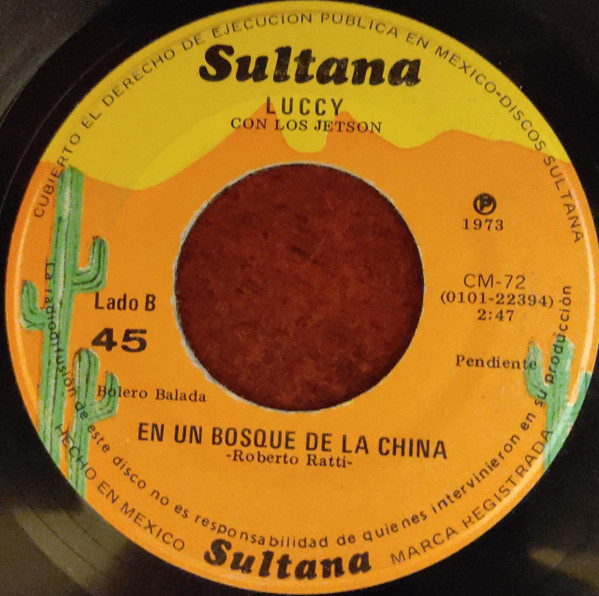 CUBIERTO EL DERECHO DE EJECUCION PUBLICA EN MEXICO-DISCOS SULTANA
Sultana
LUCCY
CON LOS JETSON
Ⓟ
1973
CM-72
(0101-22394)
2:47
Lado B
45
Pendiente
Bolero Balada
EN UN BOSQUE DE LA CHINA
-Roberto Ratti-
La radiodifusión de este disco no es responsabilidad de quienes intervinieron en su producción
HECHO EN MEXICO
Sultana
MARCA REGISTRADA